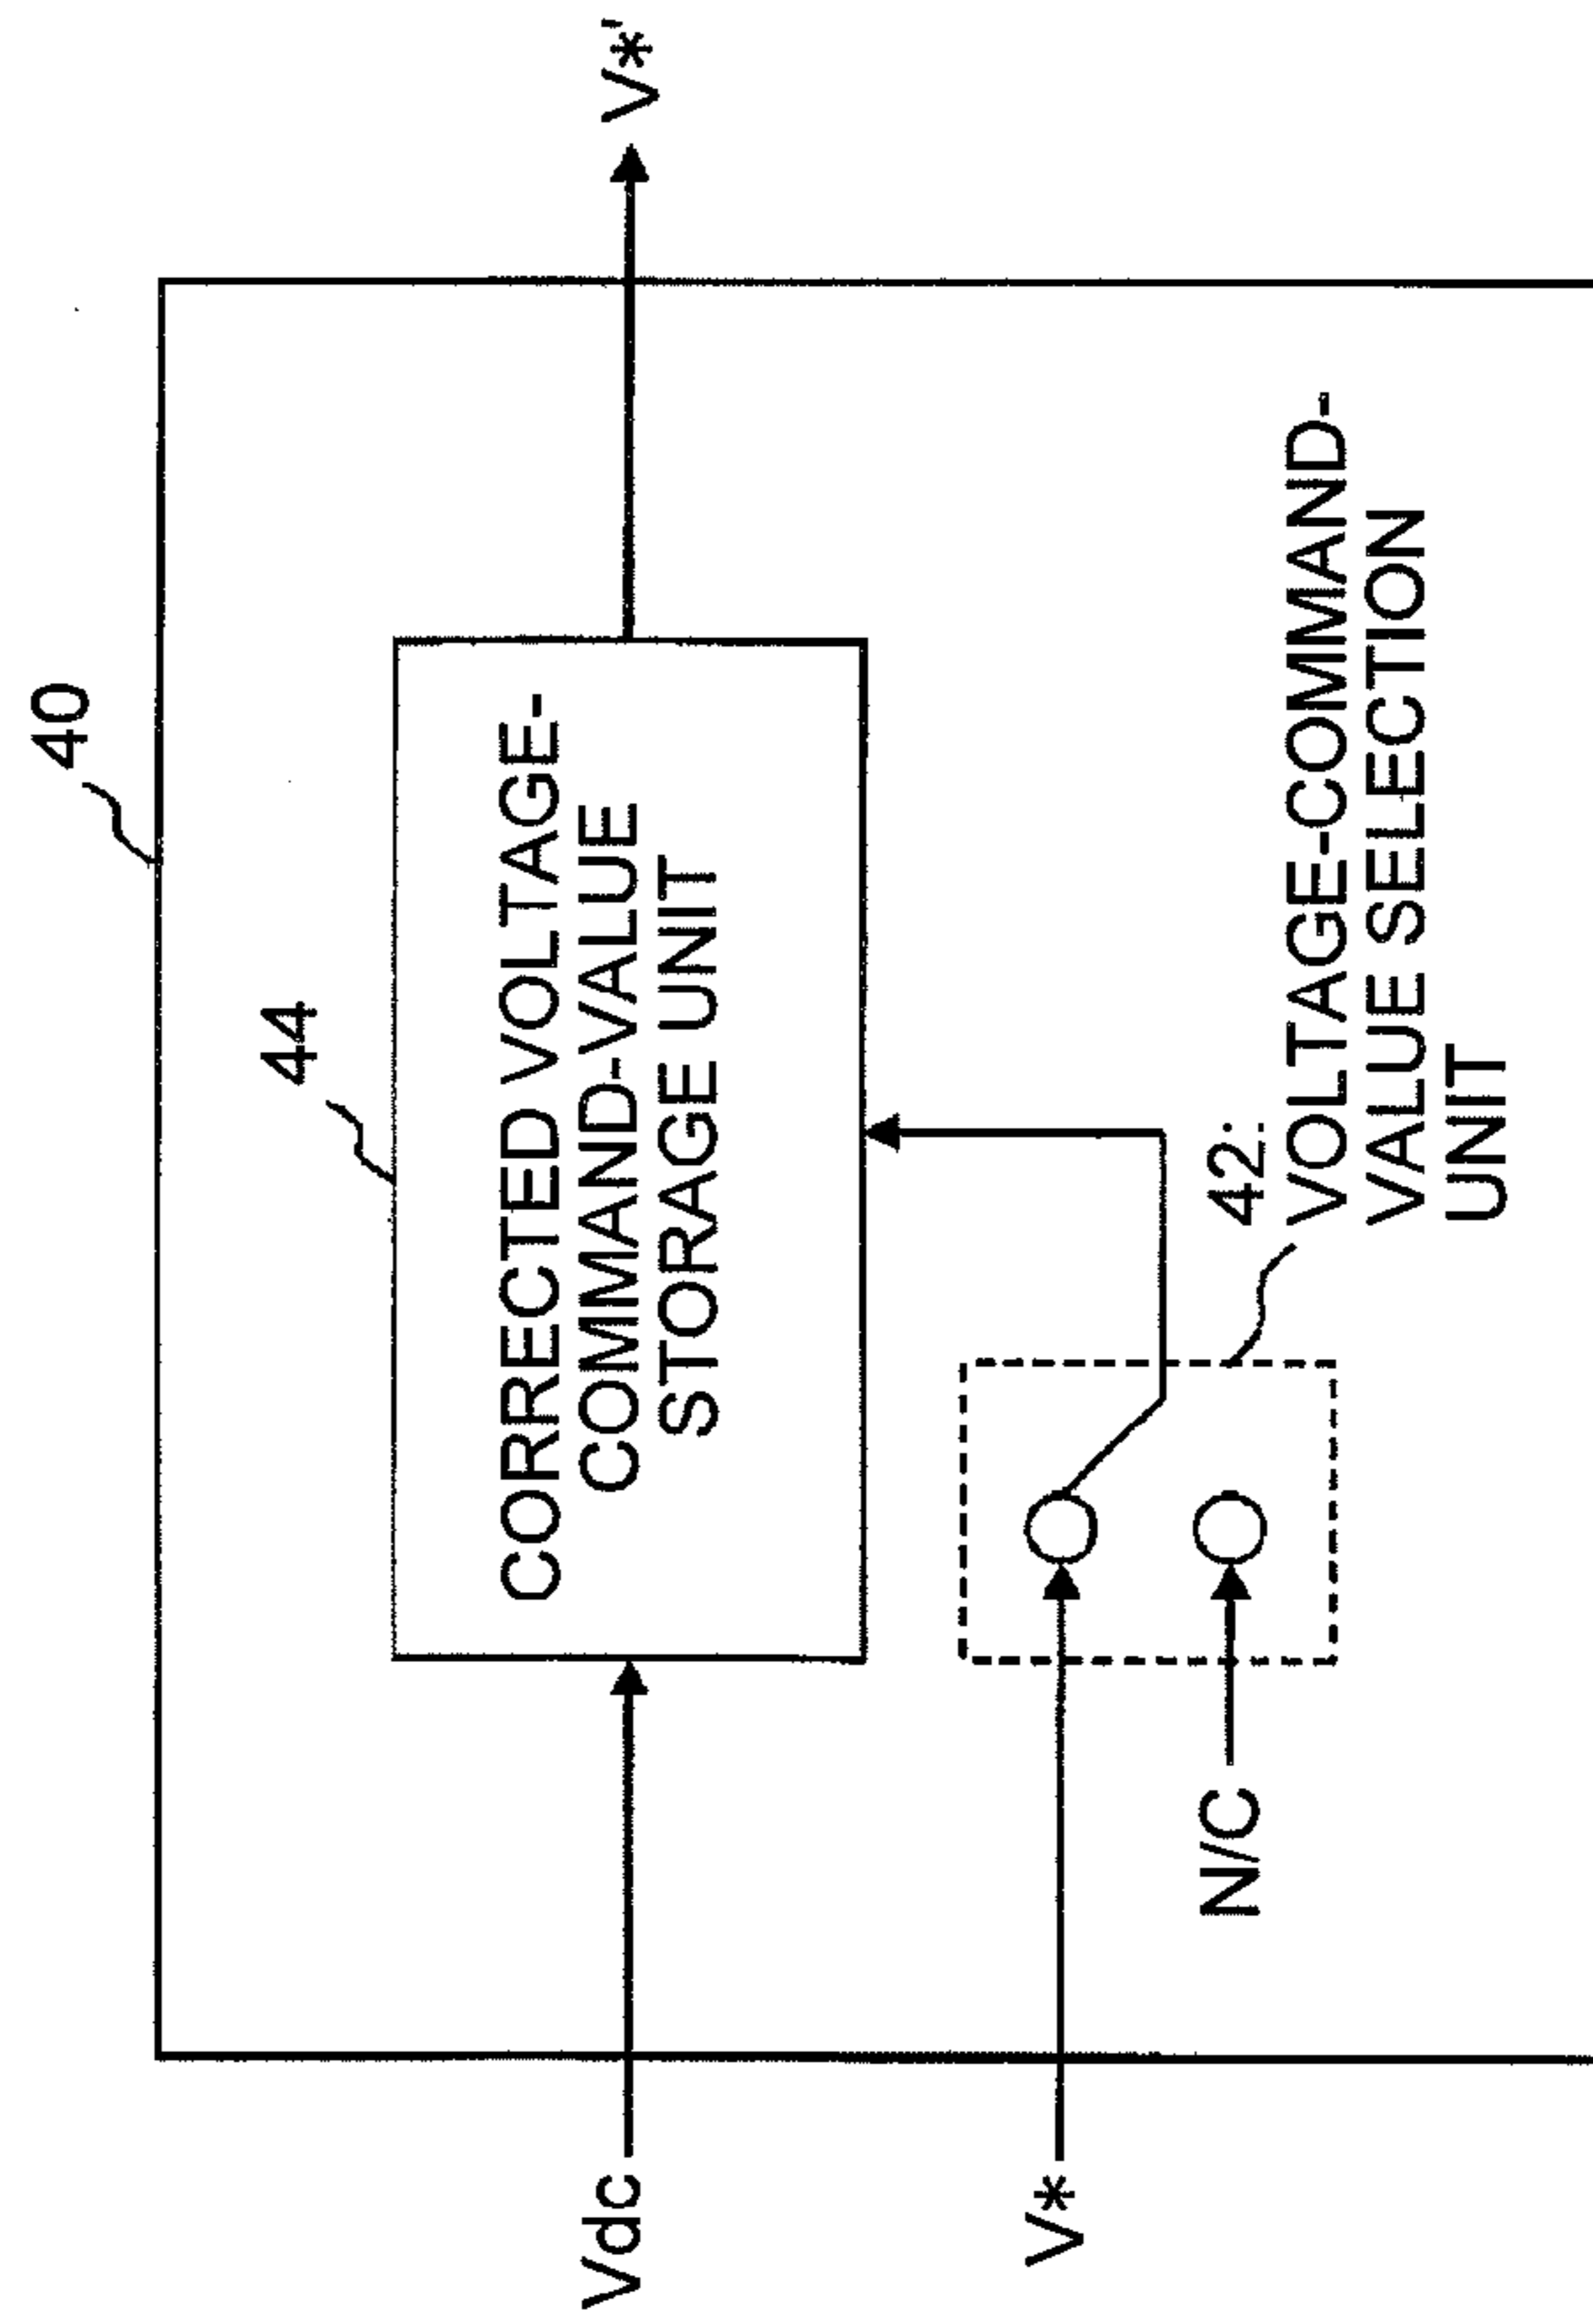 40
44
CORRECTED VOLTAGE-
COMMAND-VALUE
STORAGE UNIT
Vdc
V*'
V*
N/C
42:
VOLTAGE-COMMAND-
VALUE SELECTION
UNIT